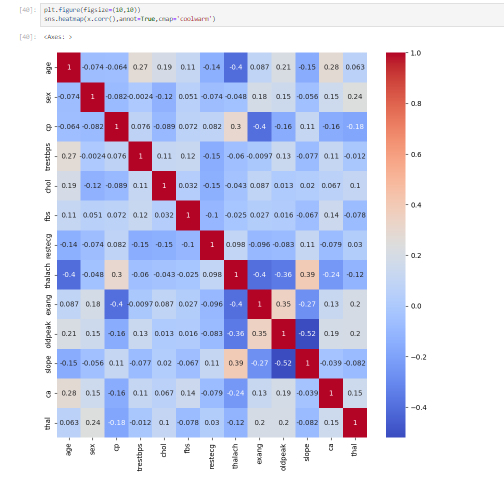 [40]: plt.figure(figsize=(10,10))
sns.heatmap(x.corr(),annot=True,cmap='coolwarm')
[40]: <Axes: >
age 1 -0.074 -0.064 0.27 0.19 0.11 -0.14 -0.4 0.087 0.21 -0.15 0.28 0.063
sex -0.074 1 -0.082 -0.0024 -0.12 0.051 -0.074 -0.048 0.18 0.15 -0.056 0.15 0.24
cp -0.064 -0.082 1 0.076 -0.089 0.072 0.082 0.3 -0.4 -0.16 0.11 -0.16 -0.18
trestbps -0.27 -0.0024 0.076 1 0.11 0.12 -0.15 -0.06 -0.0097 0.13 -0.077 0.11 -0.012
chol 0.19 -0.12 -0.089 0.11 1 0.032 -0.15 -0.043 0.087 0.013 0.02 0.067 0.1
fbs 0.11 0.051 0.072 0.12 0.032 1 -0.1 -0.025 0.027 0.016 -0.067 0.14 -0.078
restecg -0.14 -0.074 0.082 -0.15 -0.15 -0.1 1 0.098 -0.096 -0.083 0.11 -0.079 0.03
thalach -0.4 -0.048 0.3 -0.06 -0.043 -0.025 0.098 1 -0.4 -0.36 0.39 -0.24 -0.12
exang 0.087 0.18 -0.4 -0.0097 0.087 0.027 -0.096 -0.4 1 0.35 -0.27 0.13 0.2
oldpeak 0.21 0.15 -0.16 0.13 0.013 0.016 -0.083 -0.36 0.35 1 -0.52 0.19 0.2
slope -0.15 -0.056 0.11 -0.077 0.02 -0.067 0.11 0.39 -0.27 -0.52 1 -0.039 -0.082
ca 0.28 0.15 -0.16 0.11 0.067 0.14 -0.079 -0.24 0.13 0.19 -0.039 1 0.15
thal 0.063 0.24 -0.18 -0.012 0.1 -0.078 0.03 -0.12 0.2 0.2 -0.082 0.15 1
age sex cp trestbps chol fbs restecg thalach exang oldpeak slope ca thal
1.0
0.8
0.6
0.4
0.2
0.0
-0.2
-0.4